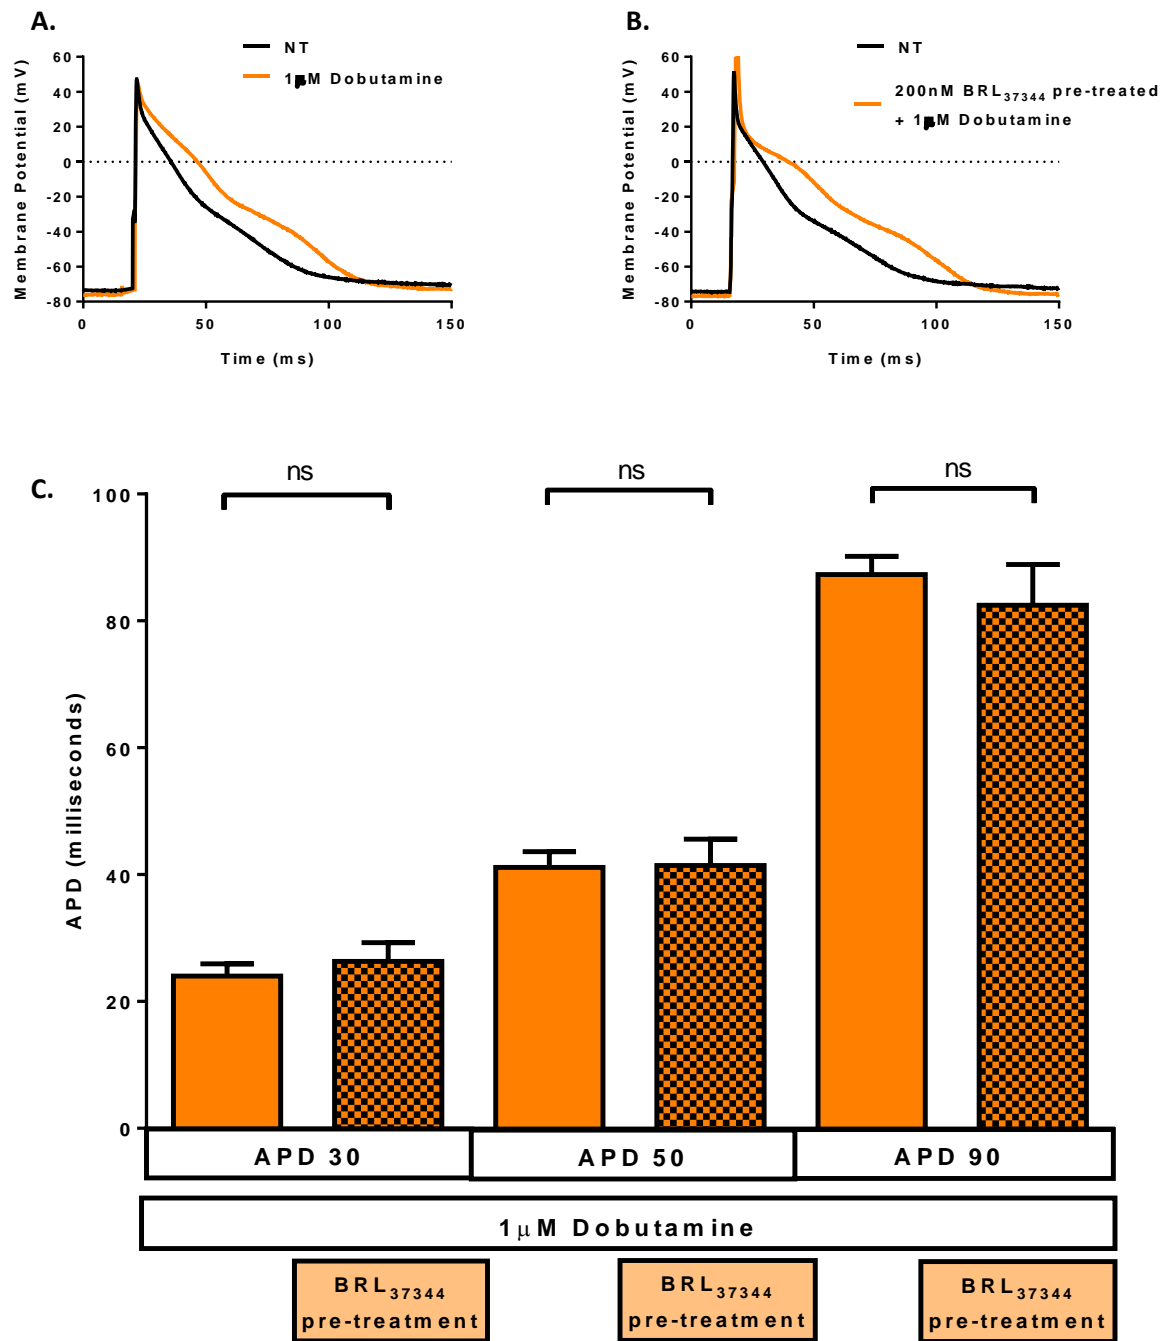 A.
NT
1μM Dobutamine
Membrane Potential (mV)
60
40
20
0
-20
-40
-60
-80
0
50
100
150
Time (ms)
B.
NT
200nM BRL37344 pre-treated
+ 1μM Dobutamine
Membrane Potential (mV)
60
40
20
0
-20
-40
-60
-80
0
50
100
150
Time (ms)
C.
ns
ns
ns
APD (milliseconds)
100
80
60
40
20
0
APD 30
APD 50
APD 90
1μM Dobutamine
BRL37344
pre-treatment
BRL37344
pre-treatment
BRL37344
pre-treatment